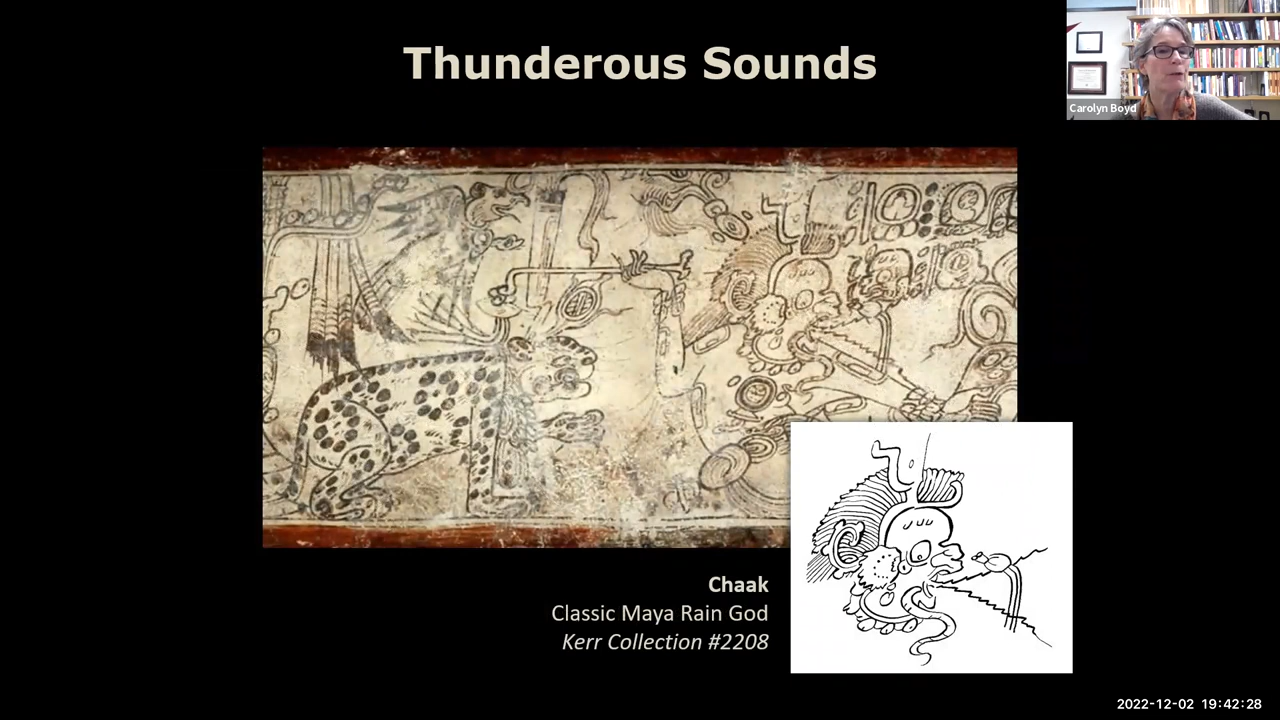 Thunderous Sounds
Carolyn Boyd
Chaak
Classic Maya Rain God
Kerr Collection #2208
2022-12-02 19:42:28